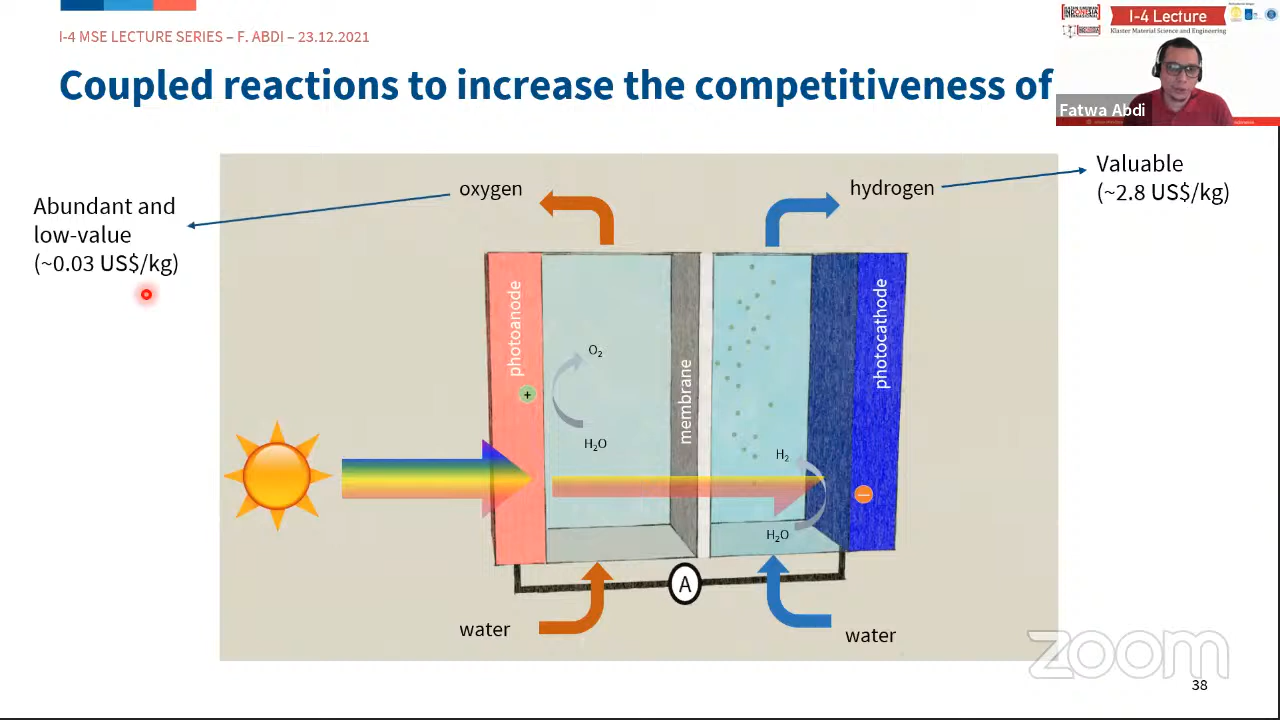 I-4 MSE LECTURE SERIES – F. ABDI – 23.12.2021
Coupled reactions to increase the competitiveness of
I-4 Lecture
Klaster Material Science and Engineering
Fatwa Abdi
Abundant and
low-value
(~0.03 US$/kg)
oxygen
hydrogen
Valuable
(~2.8 US$/kg)
photoanode
membrane
photocathode
+
O₂
H₂O
H₂
H₂O
−
A
water
water
zoom
38